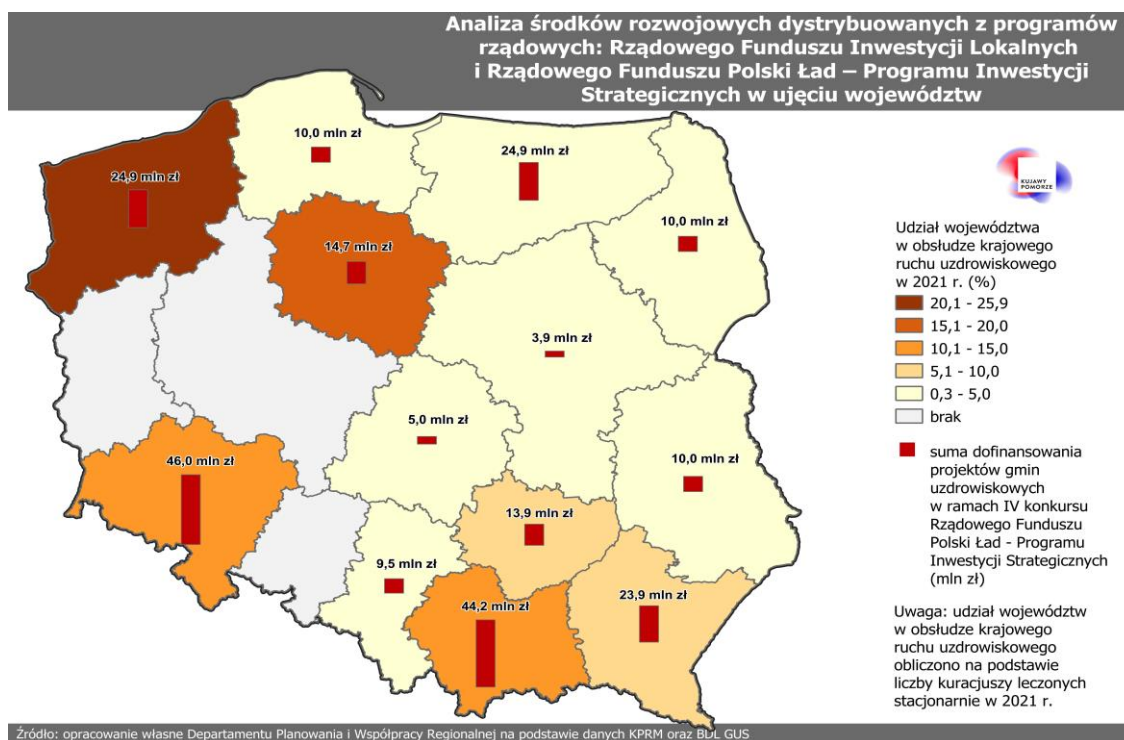 Analiza środków rozwojowych dystrybuowanych z programów
rządowych: Rządowego Funduszu Inwestycji Lokalnych
i Rządowego Funduszu Polski Ład – Programu Inwestycji
Strategicznych w ujęciu województw
10,0 mln zł
24,9 mln zł
24,9 mln zł
10,0 mln zł
14,7 mln zł
3,9 mln zł
5,0 mln zł
46,0 mln zł
10,0 mln zł
13,9 mln zł
9,5 mln zł
44,2 mln zł
23,9 mln zł
KUJAWY
POMORZE
Udział województwa
w obsłudze krajowego
ruchu uzdrowiskowego
w 2021 r. (%)
20,1 - 25,9
15,1 - 20,0
10,1 - 15,0
5,1 - 10,0
0,3 - 5,0
brak
suma dofinansowania
projektów gmin
uzdrowiskowych
w ramach IV konkursu
Rządowego Funduszu
Polski Ład - Programu
Inwestycji Strategicznych
(mln zł)
Uwaga: udział województw
w obsłudze krajowego
ruchu uzdrowiskowego
obliczono na podstawie
liczby kuracjuszy leczonych
stacjonarnie w 2021 r.
Źródło: opracowanie własne Departamentu Planowania i Współpracy Regionalnej na podstawie danych KPRM oraz BDL GUS